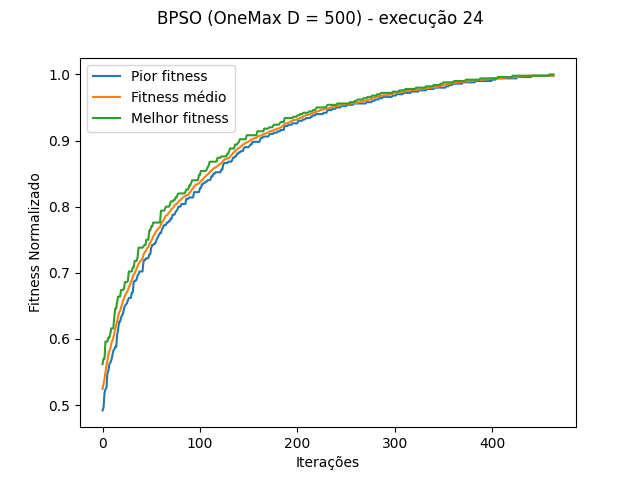 BPSO (OneMax D = 500) - execução 24
Pior fitness
Fitness médio
Melhor fitness
Fitness Normalizado
1.0
0.9
0.8
0.7
0.6
0.5
0
100
200
300
400
Iterações